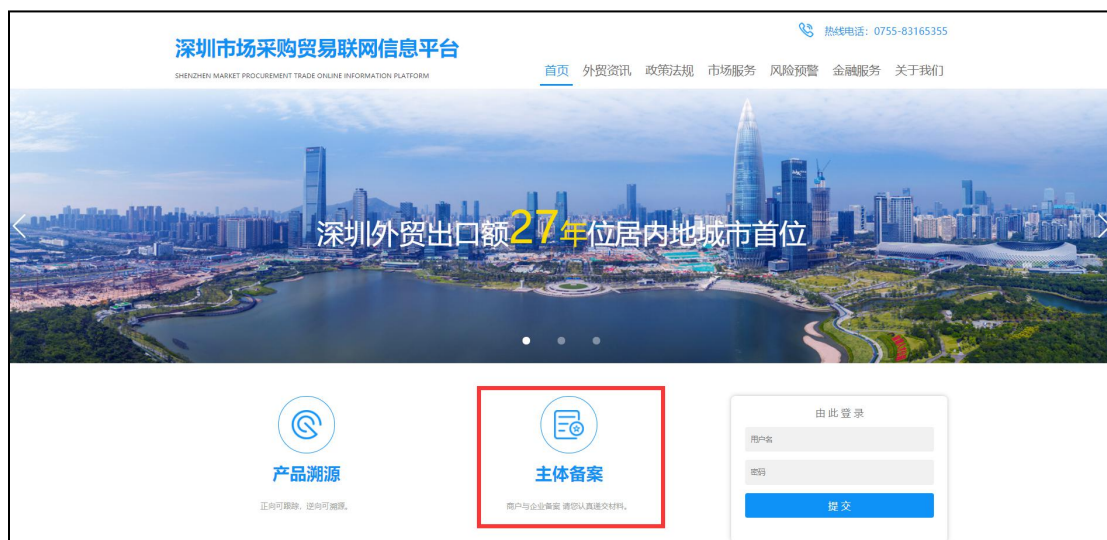 热线电话：0755-83165355
深圳市场采购贸易联网信息平台
SHENZHEN MARKET PROCUREMENT TRADE ONLINE INFORMATION PLATFORM
首页 外贸资讯 政策法规 市场服务 风险预警 金融服务 关于我们
深圳外贸出口额27年位居内地城市首位
由此登录
用户名
产品溯源
主体备案
密码
正向可跟踪，逆向可溯源。
商户与企业备案 请您认真递交材料。
提交